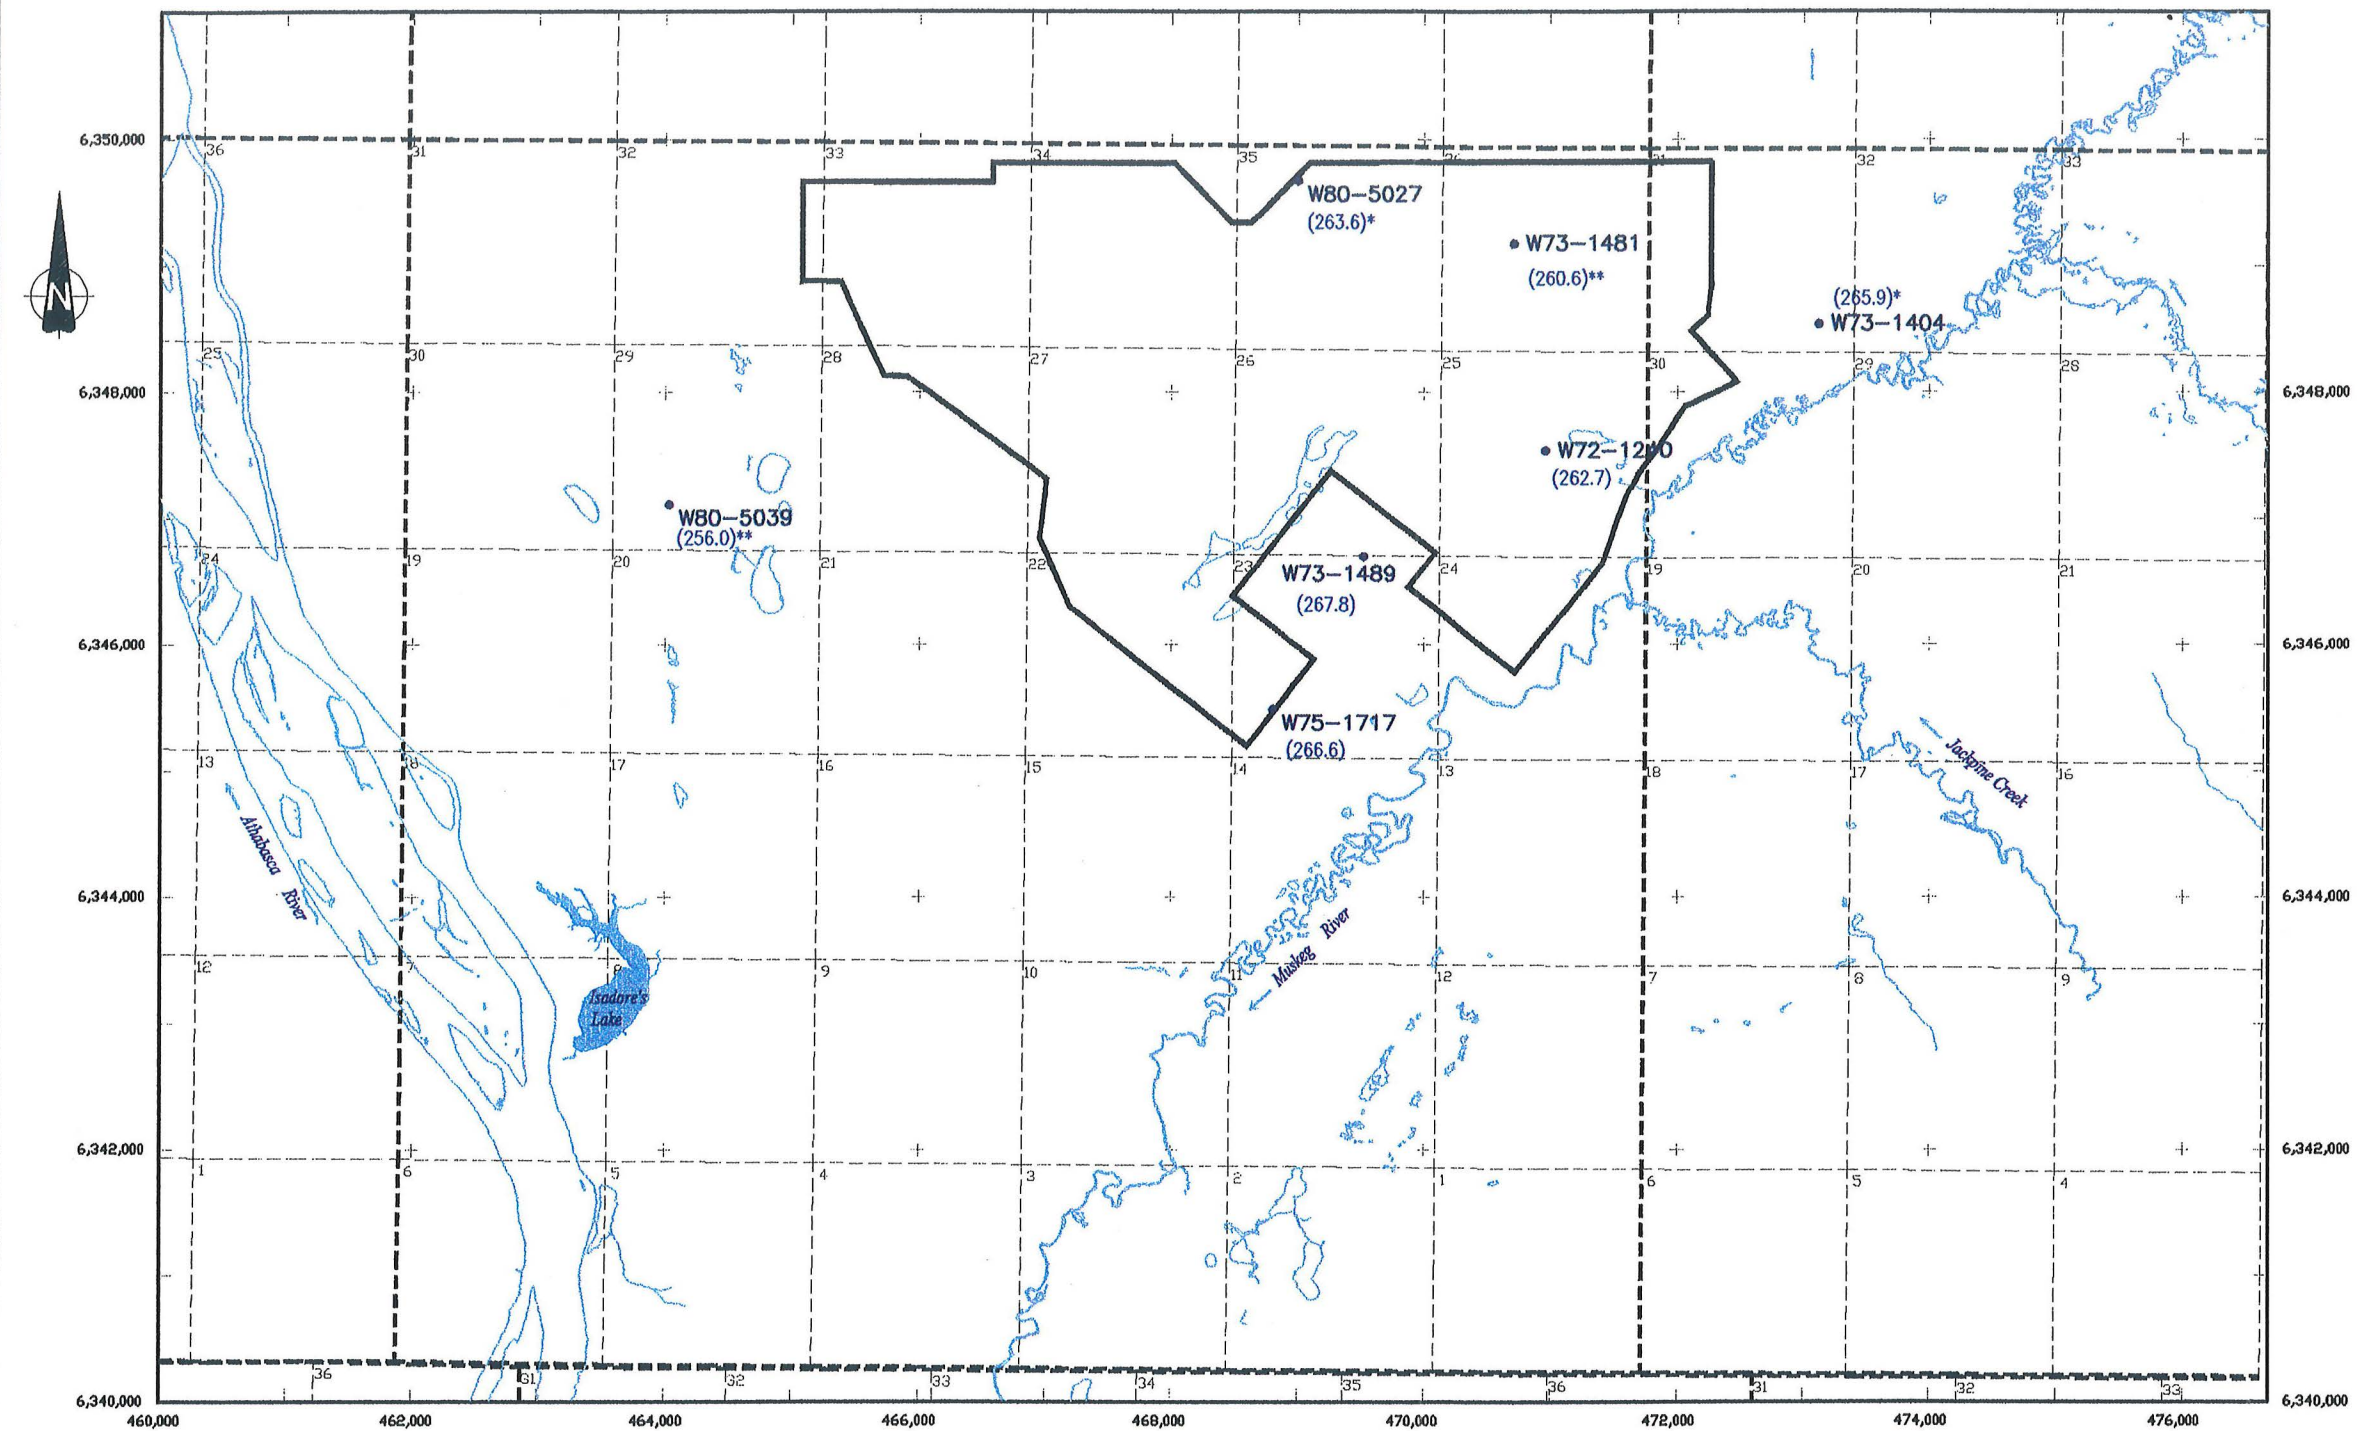 6,350,000
36 31 32 33 34 35 26 31 32 33
W80-5027
(263.6)*
W73-1481
(260.6)**
N
(265.9)*
W73-1404
25 30 29 28 27 26 25 30 29 28
6,348,000 6,348,000
W72-1240
(262.7)
W80-5039
(256.0)**
24 19 20 21 22 23 24 19 20 21
W73-1489
(267.8)
6,346,000 6,346,000
W75-1717
(266.6)
13 18 17 16 15 14 13 18 17 16
Jackpine Creek
Athabasca River
6,344,000 6,344,000
Muskeg River
12 7 8 9 10 11 12 7 8 9
Isadore's
Lake
6,342,000 6,342,000
1 6 5 4 3 2 1 6 5 4
36 31 32 33 34 35 36 31 32 33
6,340,000 6,340,000
460,000 462,000 464,000 466,000 468,000 470,000 472,000 474,000 476,000